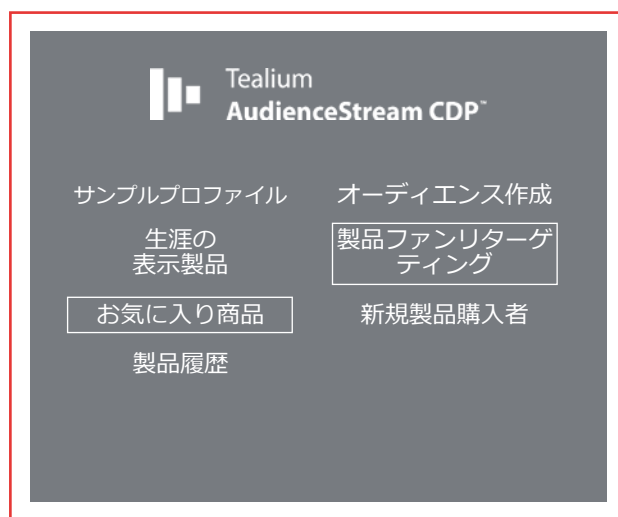 Tealium
AudienceStream CDP™
サンプルプロファイル
オーディエンス作成
生涯の
表示製品
製品ファンリターゲ
ティング
お気に入り商品
新規製品購入者
製品履歴